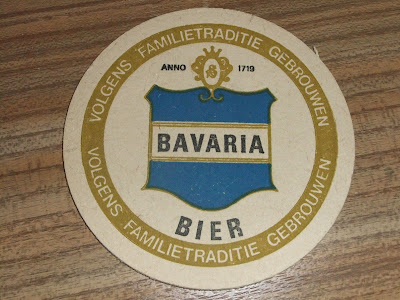 VOLGENS FAMILIETRADITIE GEBROUWEN
ANNO 1719
BAVARIA
BIER
VOLGENS FAMILIETRADITIE GEBROUWEN